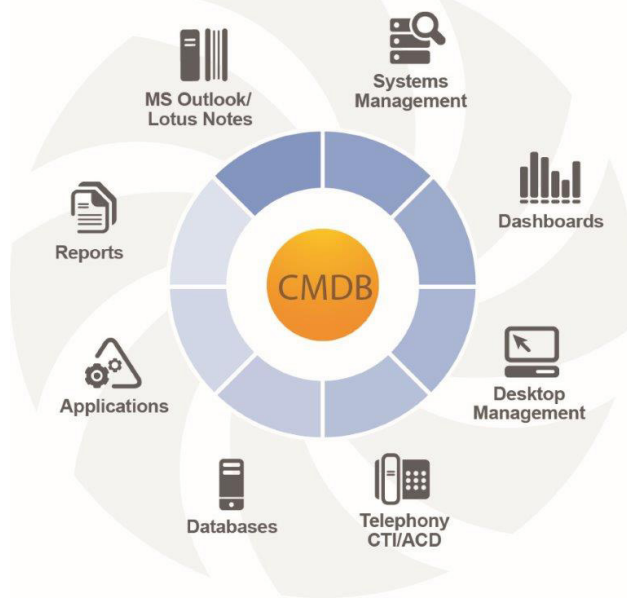 MS Outlook/
Lotus Notes
Systems
Management
Dashboards
Reports
CMDB
Desktop
Management
Applications
Databases
Telephony
CTI/ACD